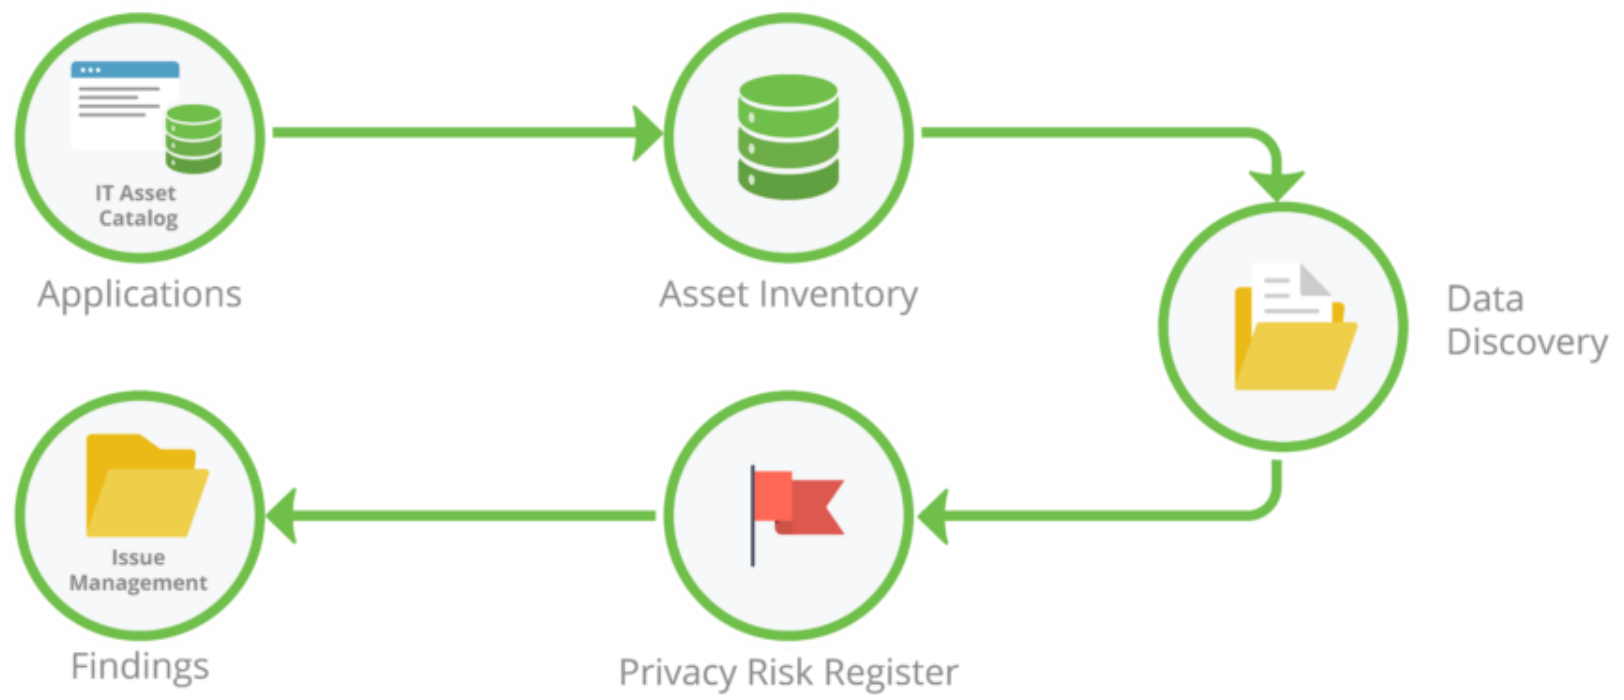 IT Asset
Catalog
Applications
Asset Inventory
Data
Discovery
Issue
Management
Findings
Privacy Risk Register